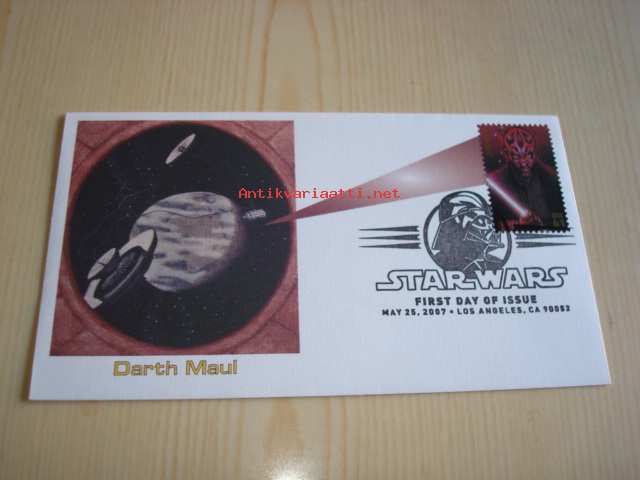 Antikvariaatti.net
STAR WARS
FIRST DAY OF ISSUE
MAY 25, 2007 • LOS ANGELES, CA 90052
Darth Maul